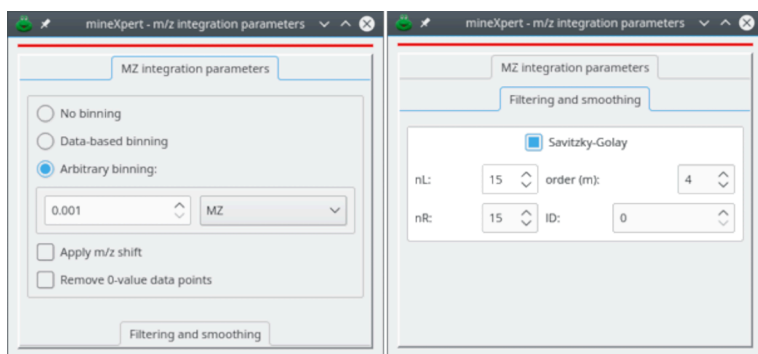 mineXpert - m/z integration parameters
MZ integration parameters
No binning
Data-based binning
Arbitrary binning:
0.001 MZ
Apply m/z shift
Remove 0-value data points
Filtering and smoothing
mineXpert - m/z integration parameters
MZ integration parameters
Filtering and smoothing
Savitzky-Golay
nL: 15 order (m): 4
nR: 15 ID: 0